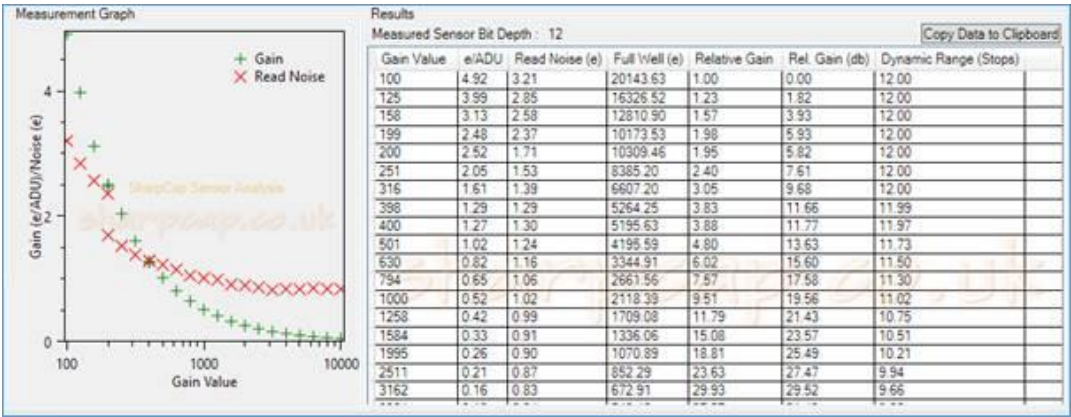 Measurement Graph
Gain
Read Noise
4
2
0
Gain (e/ADU)/Noise (e)
SharpCap Sensor Analysis
sharpcap.co.uk
100 1000 10000
Gain Value
Results
Measured Sensor Bit Depth : 12
Copy Data to Clipboard
Gain Value e/ADU Read Noise (e) Full Well (e) Relative Gain Rel. Gain (db) Dynamic Range (Stops)
100 4.92 3.21 20143.63 1.00 0.00 12.00
125 3.99 2.85 16326.52 1.23 1.82 12.00
158 3.13 2.58 12810.90 1.57 3.93 12.00
199 2.48 2.37 10173.53 1.98 5.93 12.00
200 2.52 1.71 10309.46 1.95 5.82 12.00
251 2.05 1.53 8385.20 2.40 7.61 12.00
316 1.61 1.39 6607.20 3.05 9.68 12.00
398 1.29 1.29 5264.25 3.83 11.66 11.99
400 1.27 1.30 5195.63 3.88 11.77 11.97
501 1.02 1.24 4195.59 4.80 13.63 11.73
630 0.82 1.16 3344.91 6.02 15.60 11.50
794 0.65 1.06 2661.56 7.57 17.58 11.30
1000 0.52 1.02 2118.39 9.51 19.56 11.02
1258 0.42 0.99 1709.08 11.79 21.43 10.75
1584 0.33 0.91 1336.06 15.08 23.57 10.51
1995 0.26 0.90 1070.89 18.81 25.49 10.21
2511 0.21 0.87 852.29 23.63 27.47 9.94
3162 0.16 0.83 672.91 29.93 29.52 9.66
sharpcap.co.uk